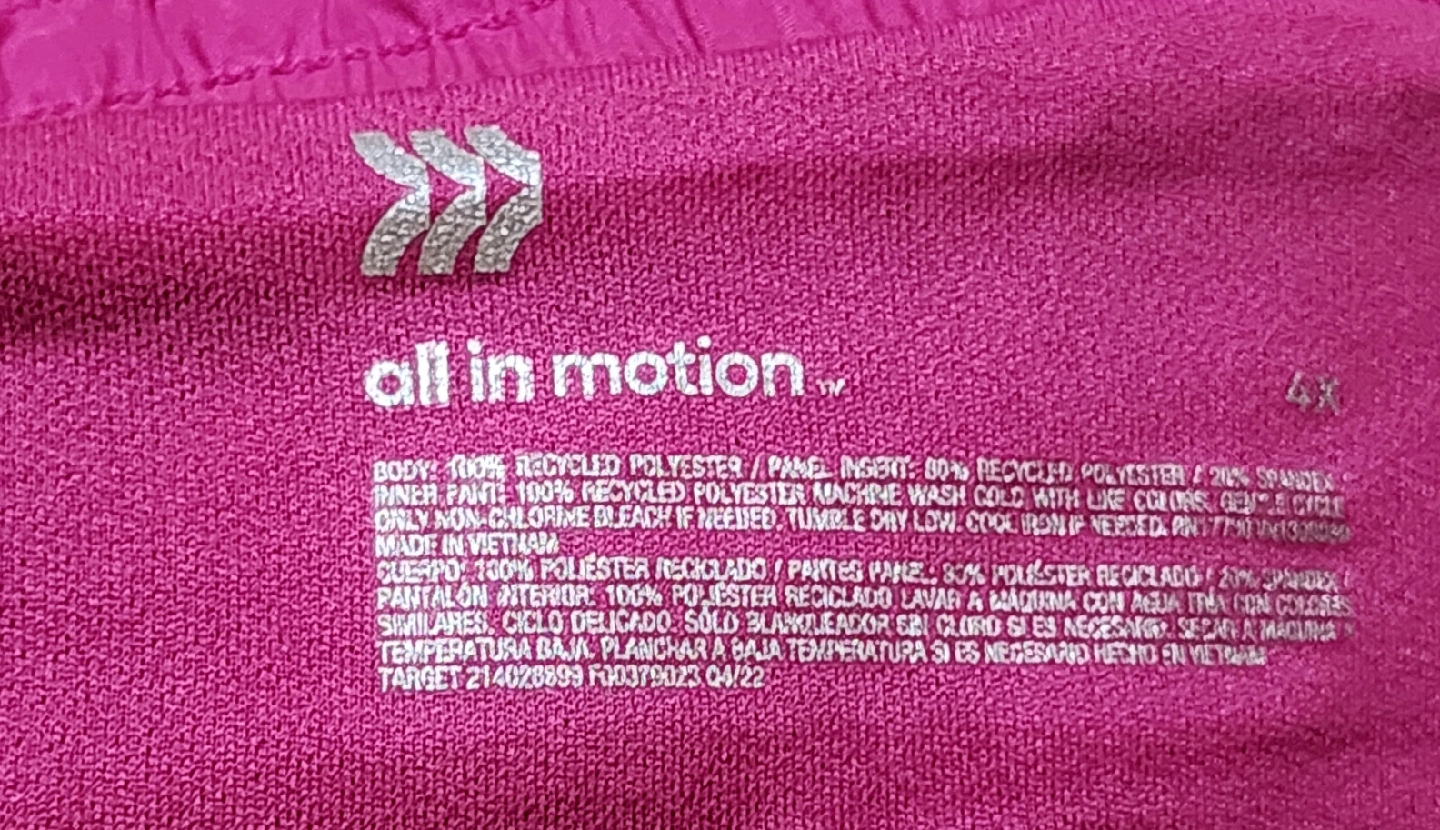 all in motion™
4X
BODY: 100% RECYCLED POLYESTER / PANEL INSERT: 80% RECYCLED POLYESTER / 20% SPANDEX
INNER PANT: 100% RECYCLED POLYESTER MACHINE WASH COLD WITH LIKE COLORS. GENTLE CYCLE
ONLY NON-CHLORINE BLEACH IF NEEDED. TUMBLE DRY LOW. COOL IRON IF NEEDED.
MADE IN VIETNAM
CUERPO: 100% POLIÉSTER RECICLADO / PARTES PANEL: 80% POLIÉSTER RECICLADO / 20% SPANDEX /
PANTALÓN INTERIOR: 100% POLIÉSTER RECICLADO LAVAR A MÁQUINA CON AGUA FRÍA CON COLORES
SIMILARES. CICLO DELICADO. SOLO BLANQUEADOR SIN CLORO SI ES NECESARIO. SECAR A MÁQUINA
TEMPERATURA BAJA. PLANCHAR A BAJA TEMPERATURA SI ES NECESARIO HECHO EN VIETNAM
TARGET 214028899 F00379023 Q4/22